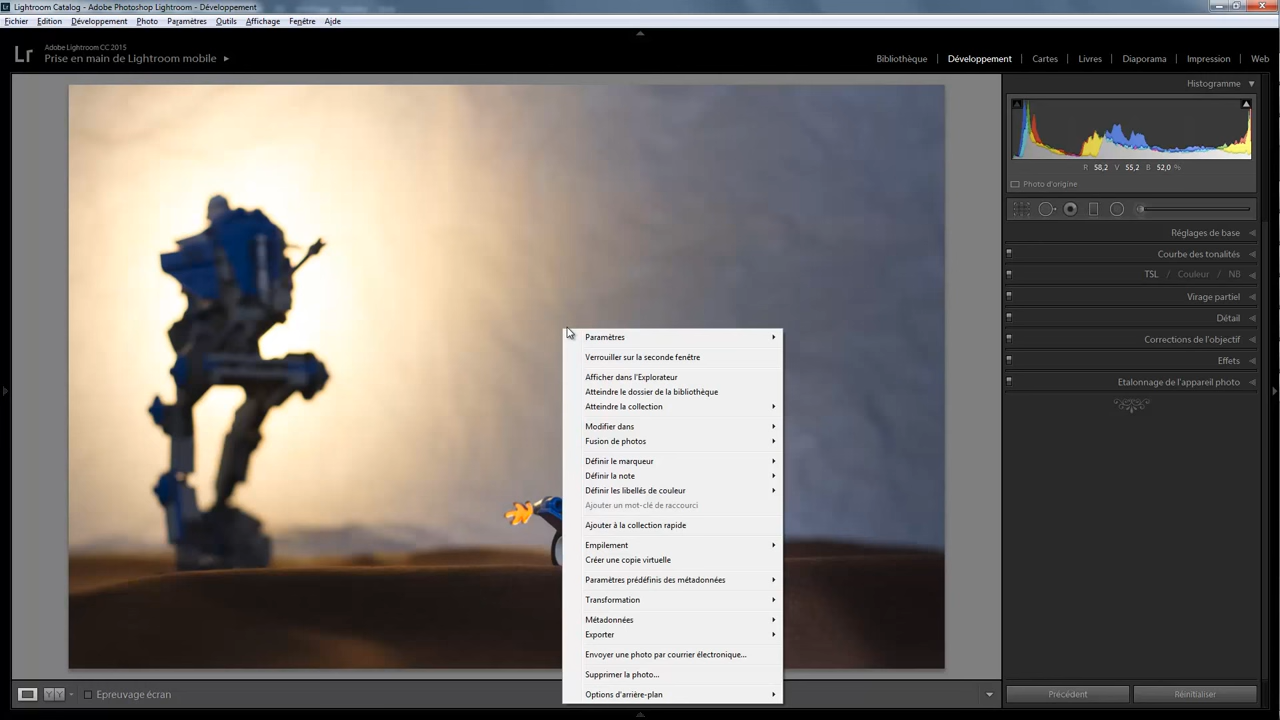 Lightroom Catalog - Adobe Photoshop Lightroom - Développement
Fichier Edition Développement Photo Paramètres Outils Affichage Fenêtre Aide
Lr
Adobe Lightroom CC 2015
Prise en main de Lightroom mobile
Bibliothèque | Développement | Cartes | Livres | Diaporama | Impression | Web
Histogramme
R 58,2 V 55,2 B 52,0 %
Photo d'origine
Réglages de base
Courbe des tonalités
TSL / Couleur / NB
Virage partiel
Détail
Corrections de l'objectif
Effets
Etalonnage de l'appareil photo
Paramètres
Verrouiller sur la seconde fenêtre
Afficher dans l'Explorateur
Atteindre le dossier de la bibliothèque
Atteindre la collection
Modifier dans
Fusion de photos
Définir le marqueur
Définir la note
Définir les libellés de couleur
Ajouter un mot-clé de raccourci
Ajouter à la collection rapide
Empilement
Créer une copie virtuelle
Paramètres prédéfinis des métadonnées
Transformation
Métadonnées
Exporter
Envoyer une photo par courrier électronique...
Supprimer la photo...
Options d'arrière-plan
YY Epreuvage écran
Précédent Réinitialiser